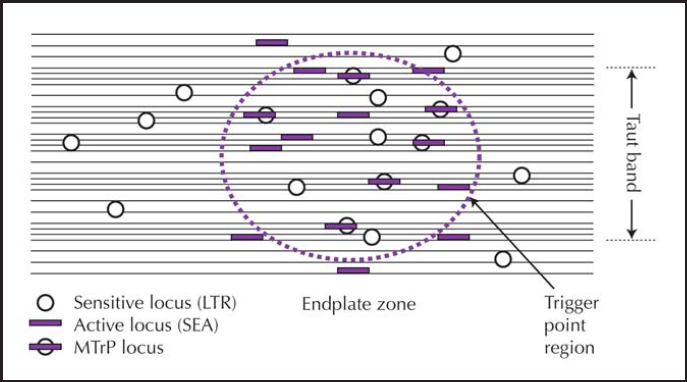 Taut band
Sensitive locus (LTR)
Active locus (SEA)
MTrP locus
Endplate zone
Trigger
point
region